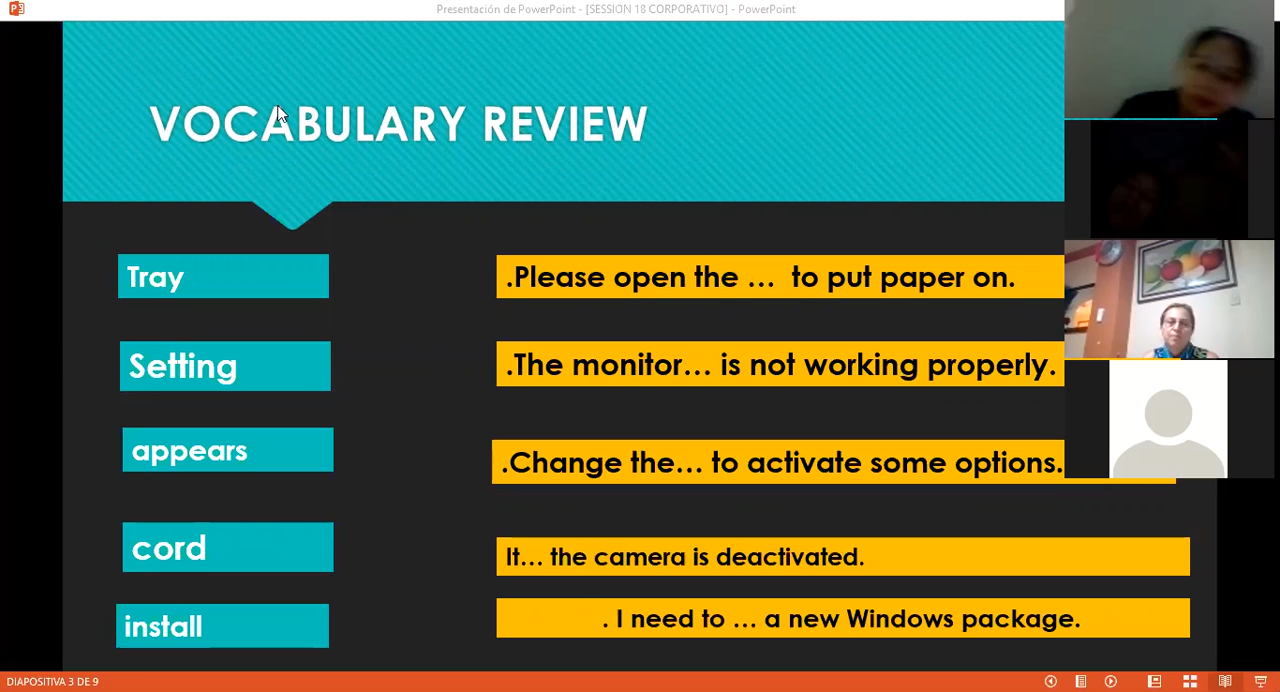 Presentación de PowerPoint - [SESSION 18 CORPORATIVO] - PowerPoint
VOCABULARY REVIEW
Tray
.Please open the ... to put paper on.
Setting
.The monitor... is not working properly.
appears
.Change the... to activate some options.
cord
It... the camera is deactivated.
install
. I need to ... a new Windows package.
DIAPOSITIVA 3 DE 9